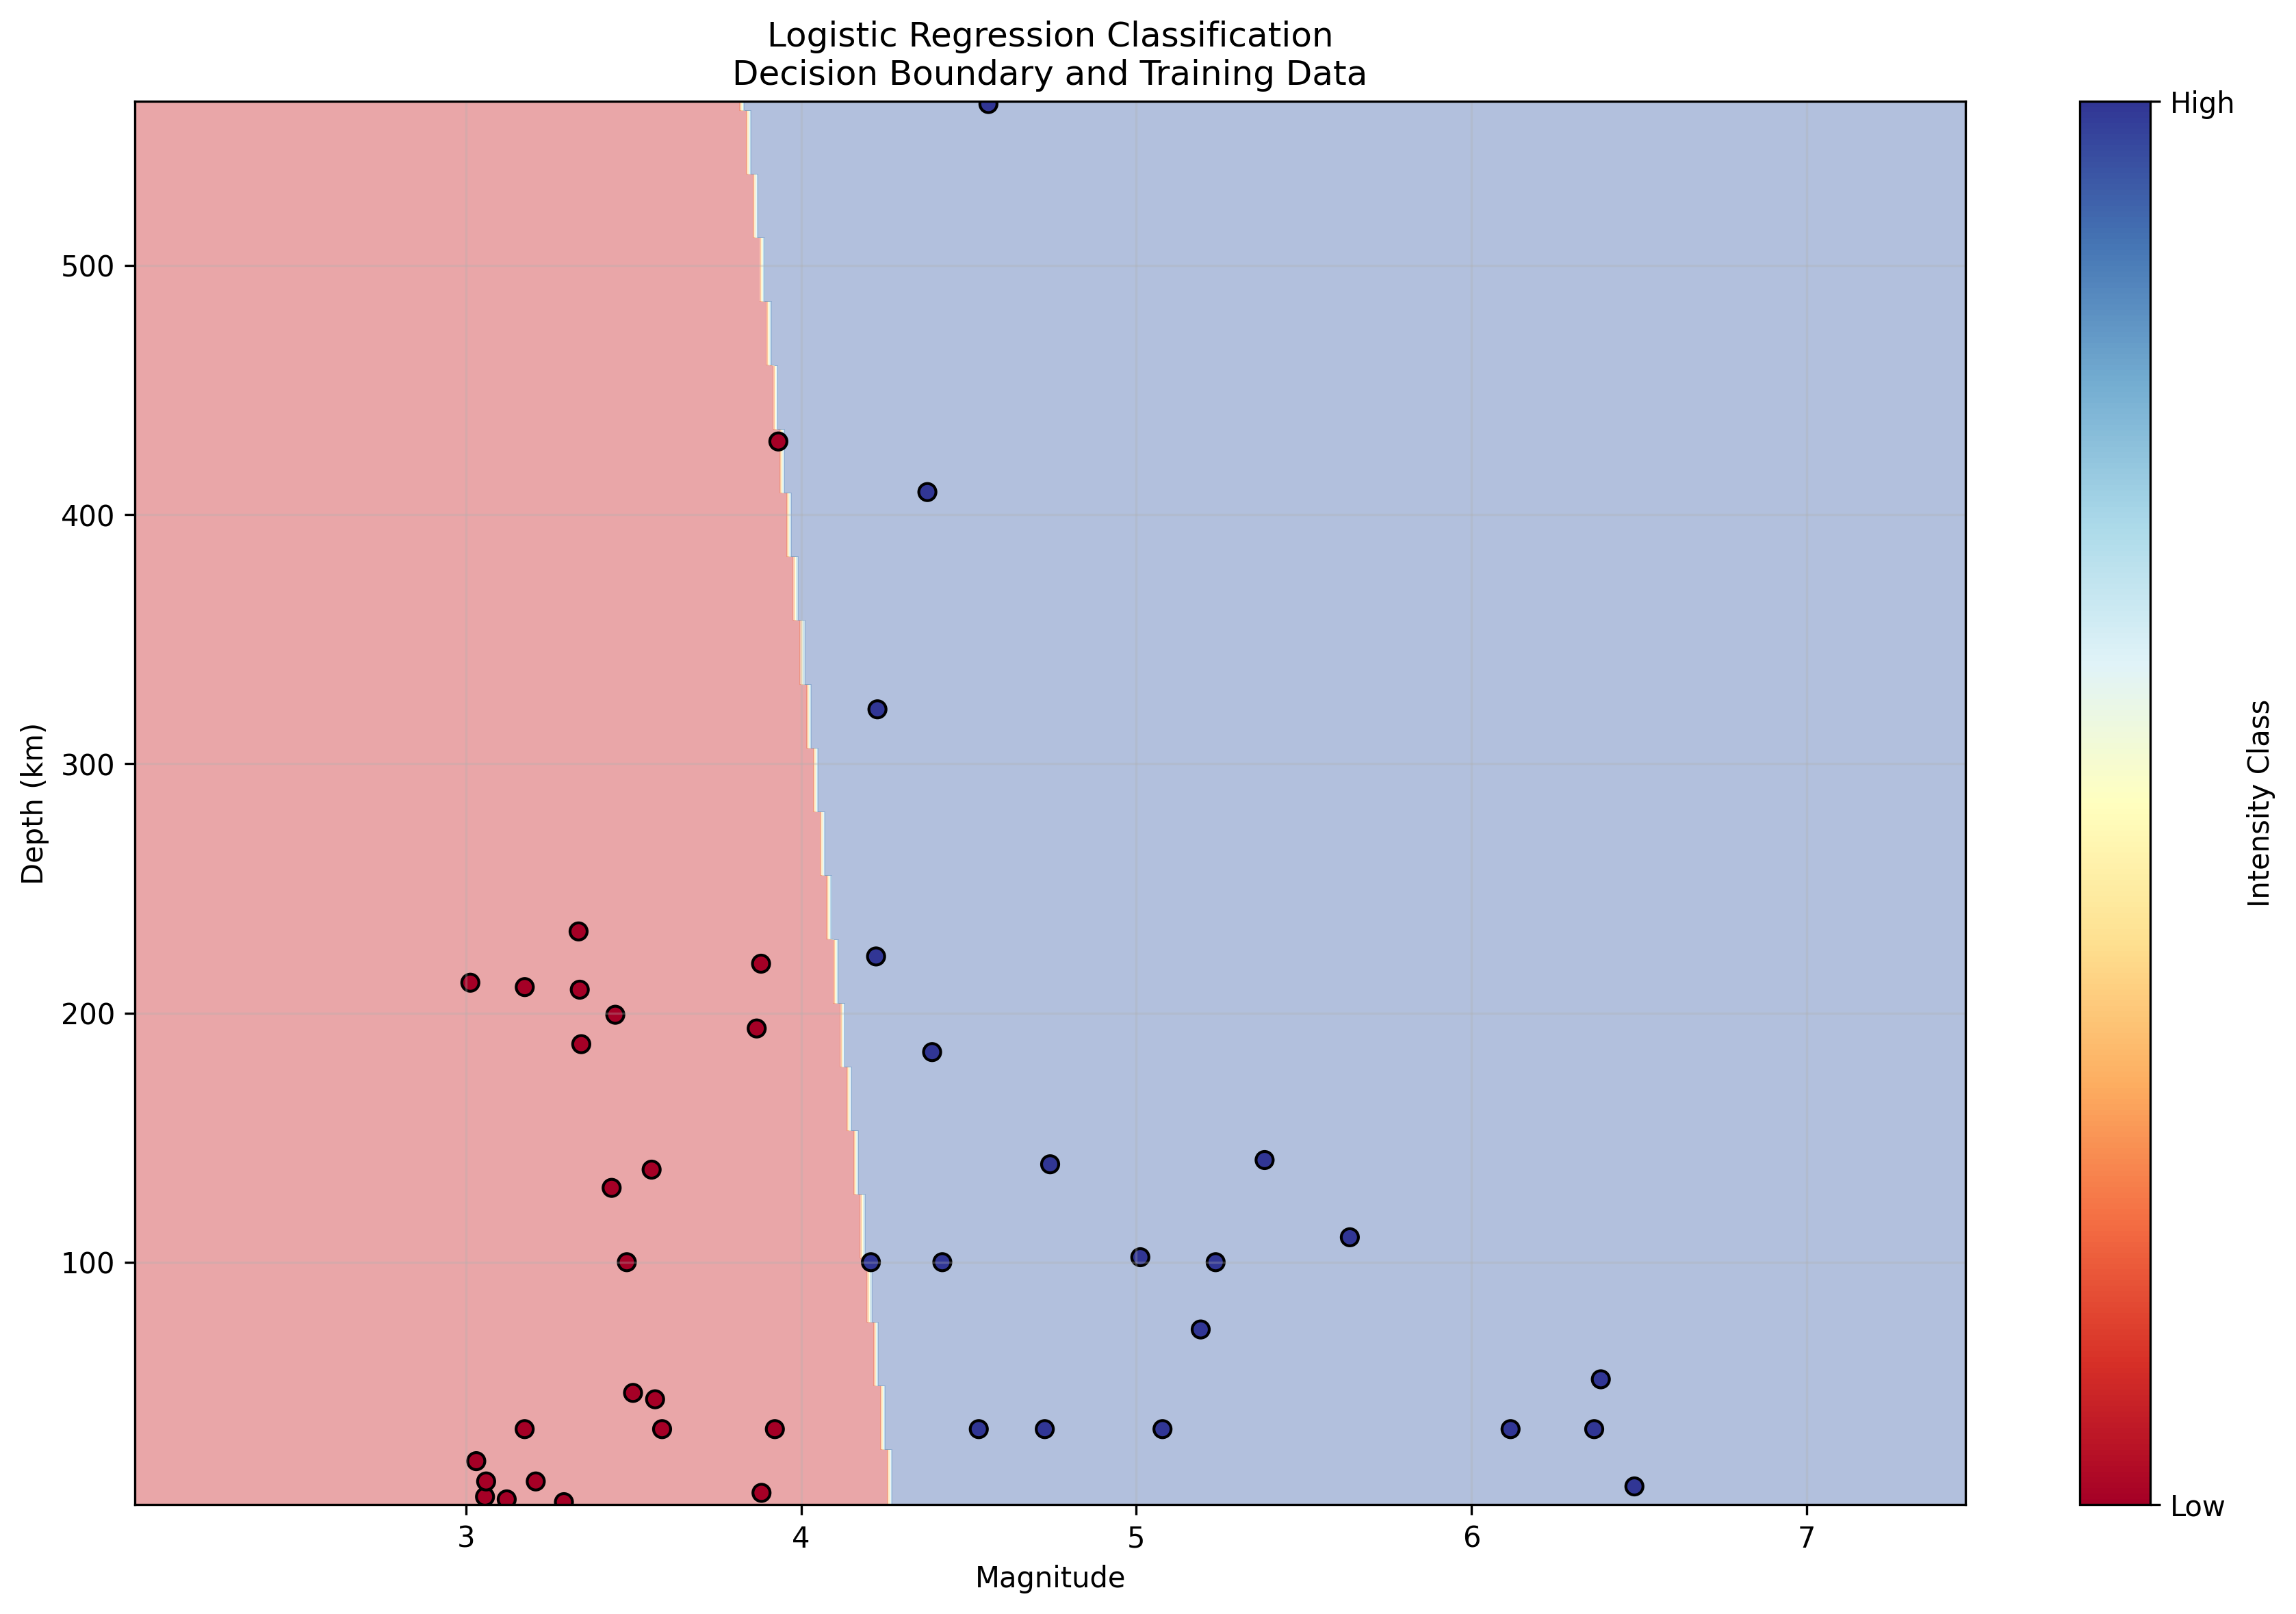 Logistic Regression Classification
Decision Boundary and Training Data
Depth (km)
500
400
300
200
100
3
4
5
6
7
Magnitude
High
Low
Intensity Class